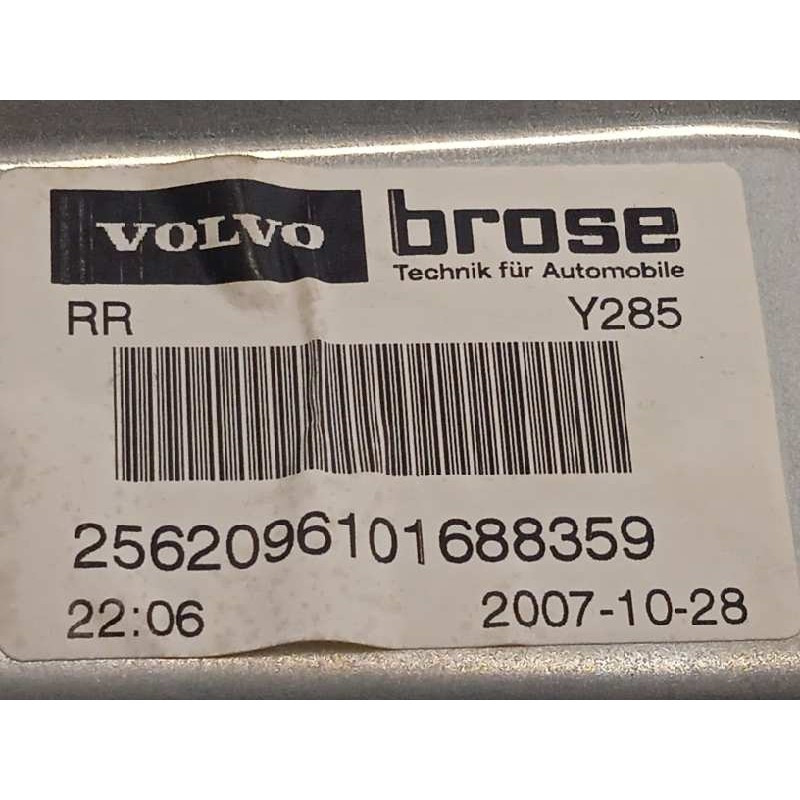 VOLVO brose
Technik für Automobile
RR Y285
2562096101688359
22:06 2007-10-28